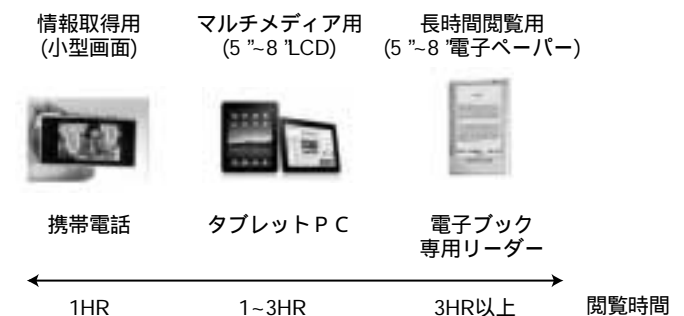 情報取得用
(小型画面)
マルチメディア用
(5 ”~8 ”LCD)
長時間閲覧用
(5 ”~8 ”電子ペーパー)
携帯電話
タブレットＰＣ
電子ブック
専用リーダー
1HR
1~3HR
3HR以上
閲覧時間